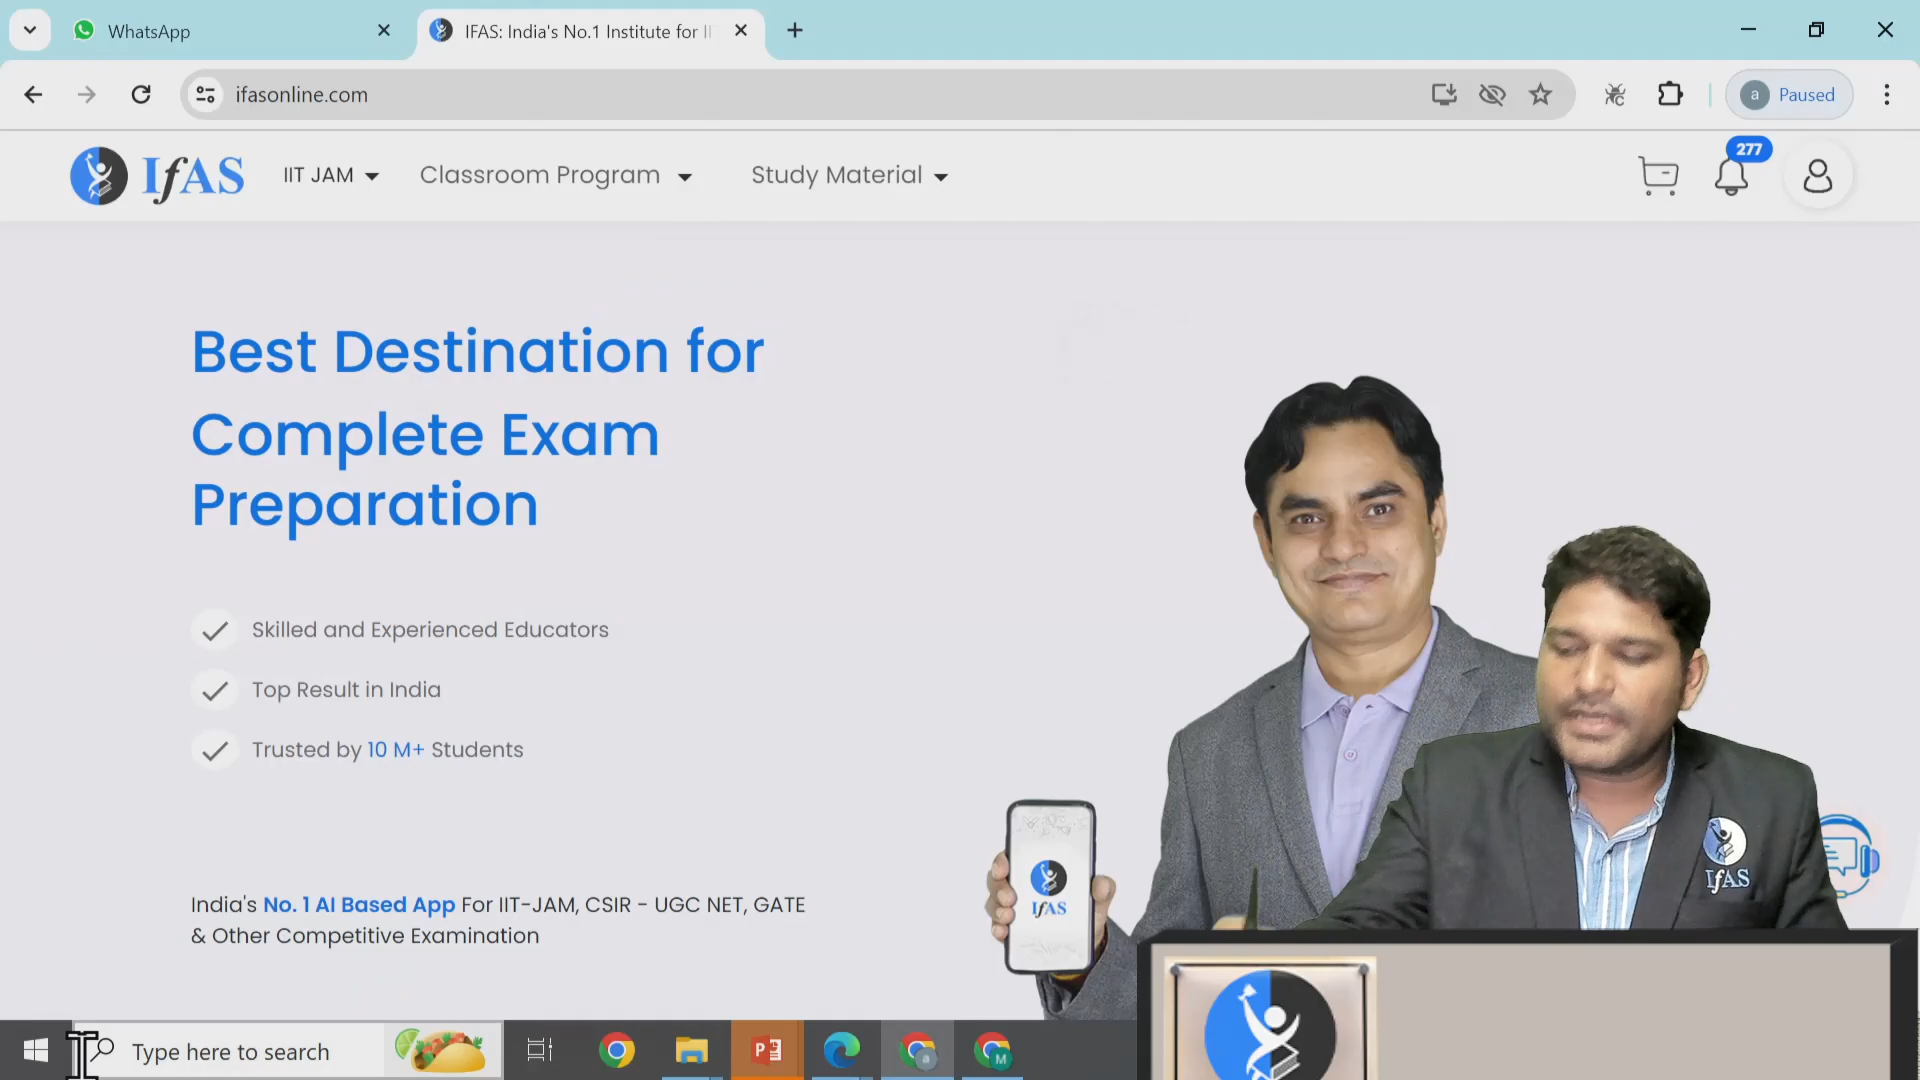 WhatsApp
IFAS: India's No.1 Institute for I
ifasonline.com
a Paused
IfAS
IIT JAM
Classroom Program
Study Material
277
Best Destination for
Complete Exam
Preparation
Skilled and Experienced Educators
Top Result in India
Trusted by 10 M+ Students
India's No. 1 AI Based App For IIT-JAM, CSIR - UGC NET, GATE
& Other Competitive Examination
IfAS
IfAS
Type here to search
P
a
M